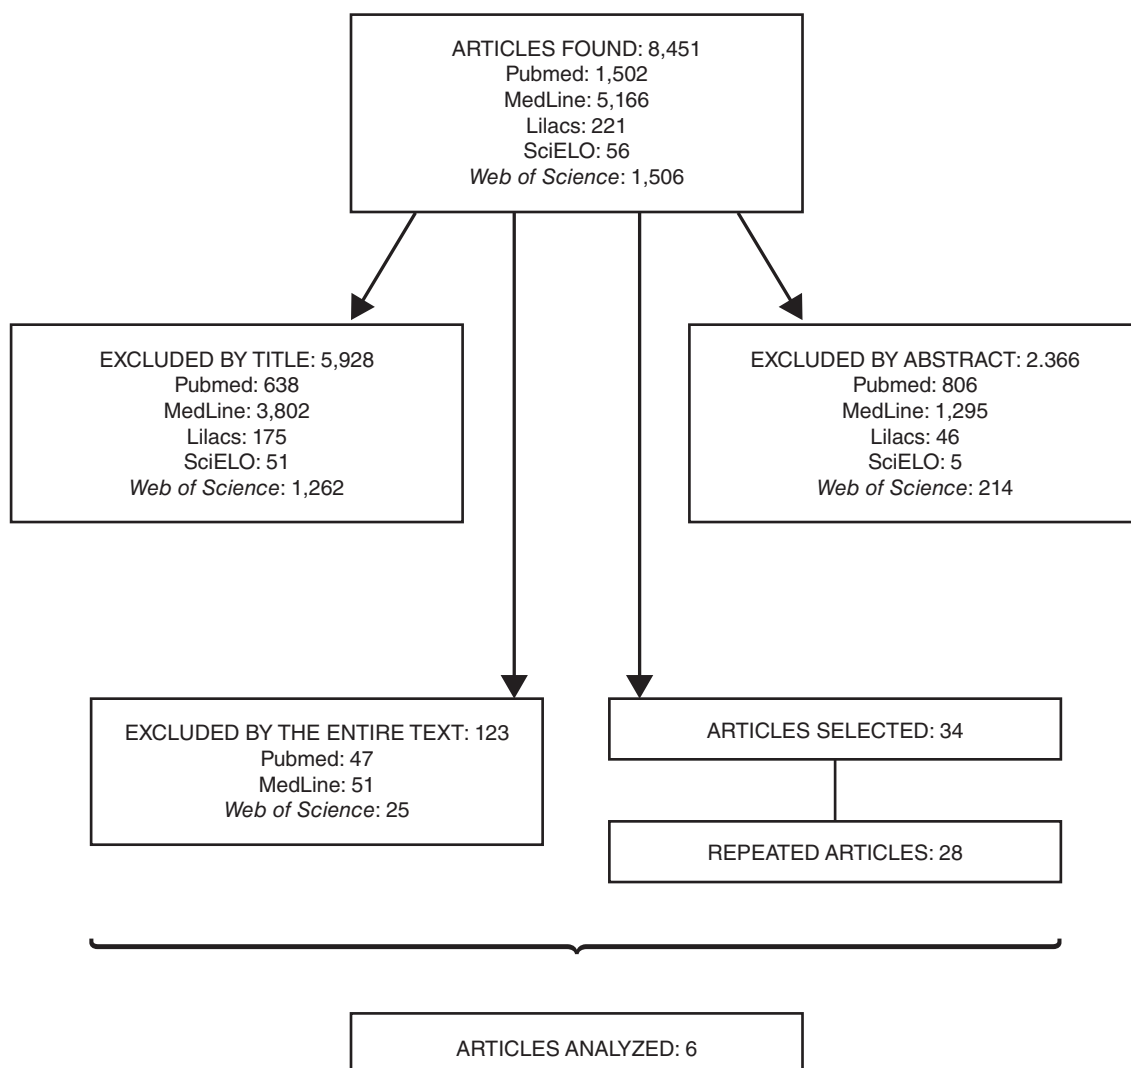 ARTICLES FOUND: 8,451
Pubmed: 1,502
MedLine: 5,166
Lilacs: 221
SciELO: 56
Web of Science: 1,506
EXCLUDED BY TITLE: 5,928
Pubmed: 638
MedLine: 3,802
Lilacs: 175
SciELO: 51
Web of Science: 1,262
EXCLUDED BY ABSTRACT: 2.366
Pubmed: 806
MedLine: 1,295
Lilacs: 46
SciELO: 5
Web of Science: 214
EXCLUDED BY THE ENTIRE TEXT: 123
Pubmed: 47
MedLine: 51
Web of Science: 25
ARTICLES SELECTED: 34
REPEATED ARTICLES: 28
ARTICLES ANALYZED: 6